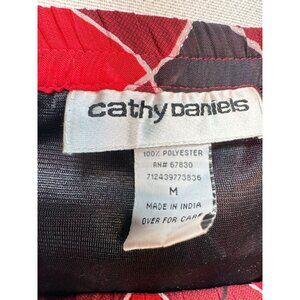 cathy Daniels
100% POLYESTER
RN# 67830
712439773836
M
MADE IN INDIA
OVER FOR CARE